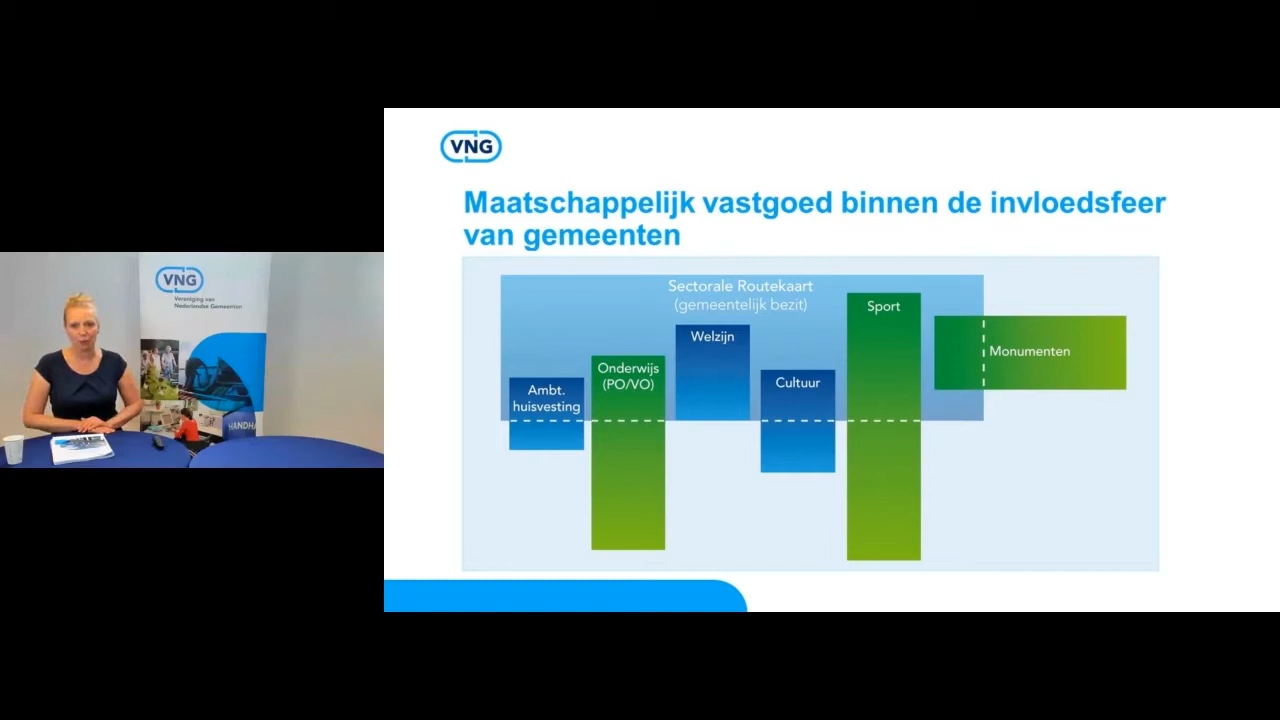 VNG
Maatschappelijk vastgoed binnen de invloedsfeer
van gemeenten
Sectorale Routekaart
(gemeentelijk bezit)
Ambt.
huisvesting
Onderwijs
(PO/VO)
Welzijn
Cultuur
Sport
Monumenten
VNG
Vereniging van
Nederlandse Gemeenten
HANDHA